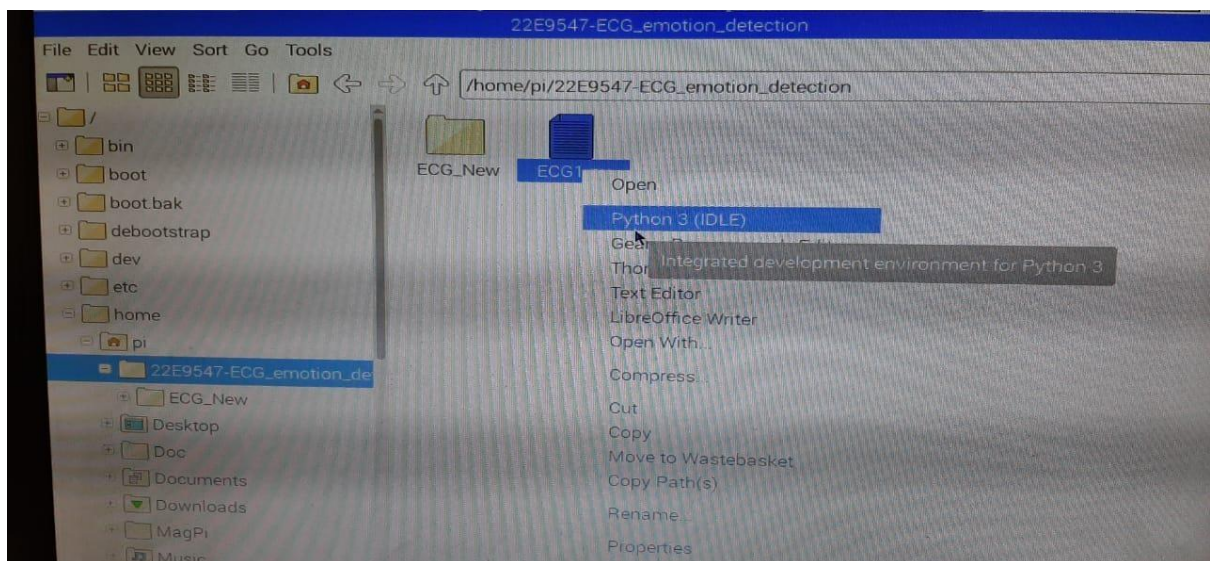 22E9547-ECG_emotion_detection
File Edit View Sort Go Tools
/home/pi/22E9547-ECG_emotion_detection
/
bin
boot
boot.bak
debootstrap
dev
etc
home
pi
22E9547-ECG_emotion_de
ECG_New
Desktop
Doc
Documents
Downloads
MagPi
Music
ECG_New
ECG1
Open
Python 3 (IDLE)
Integrated development environment for Python 3
Text Editor
LibreOffice Writer
Open With...
Compress...
Cut
Copy
Move to Wastebasket
Copy Path(s)
Rename...
Properties